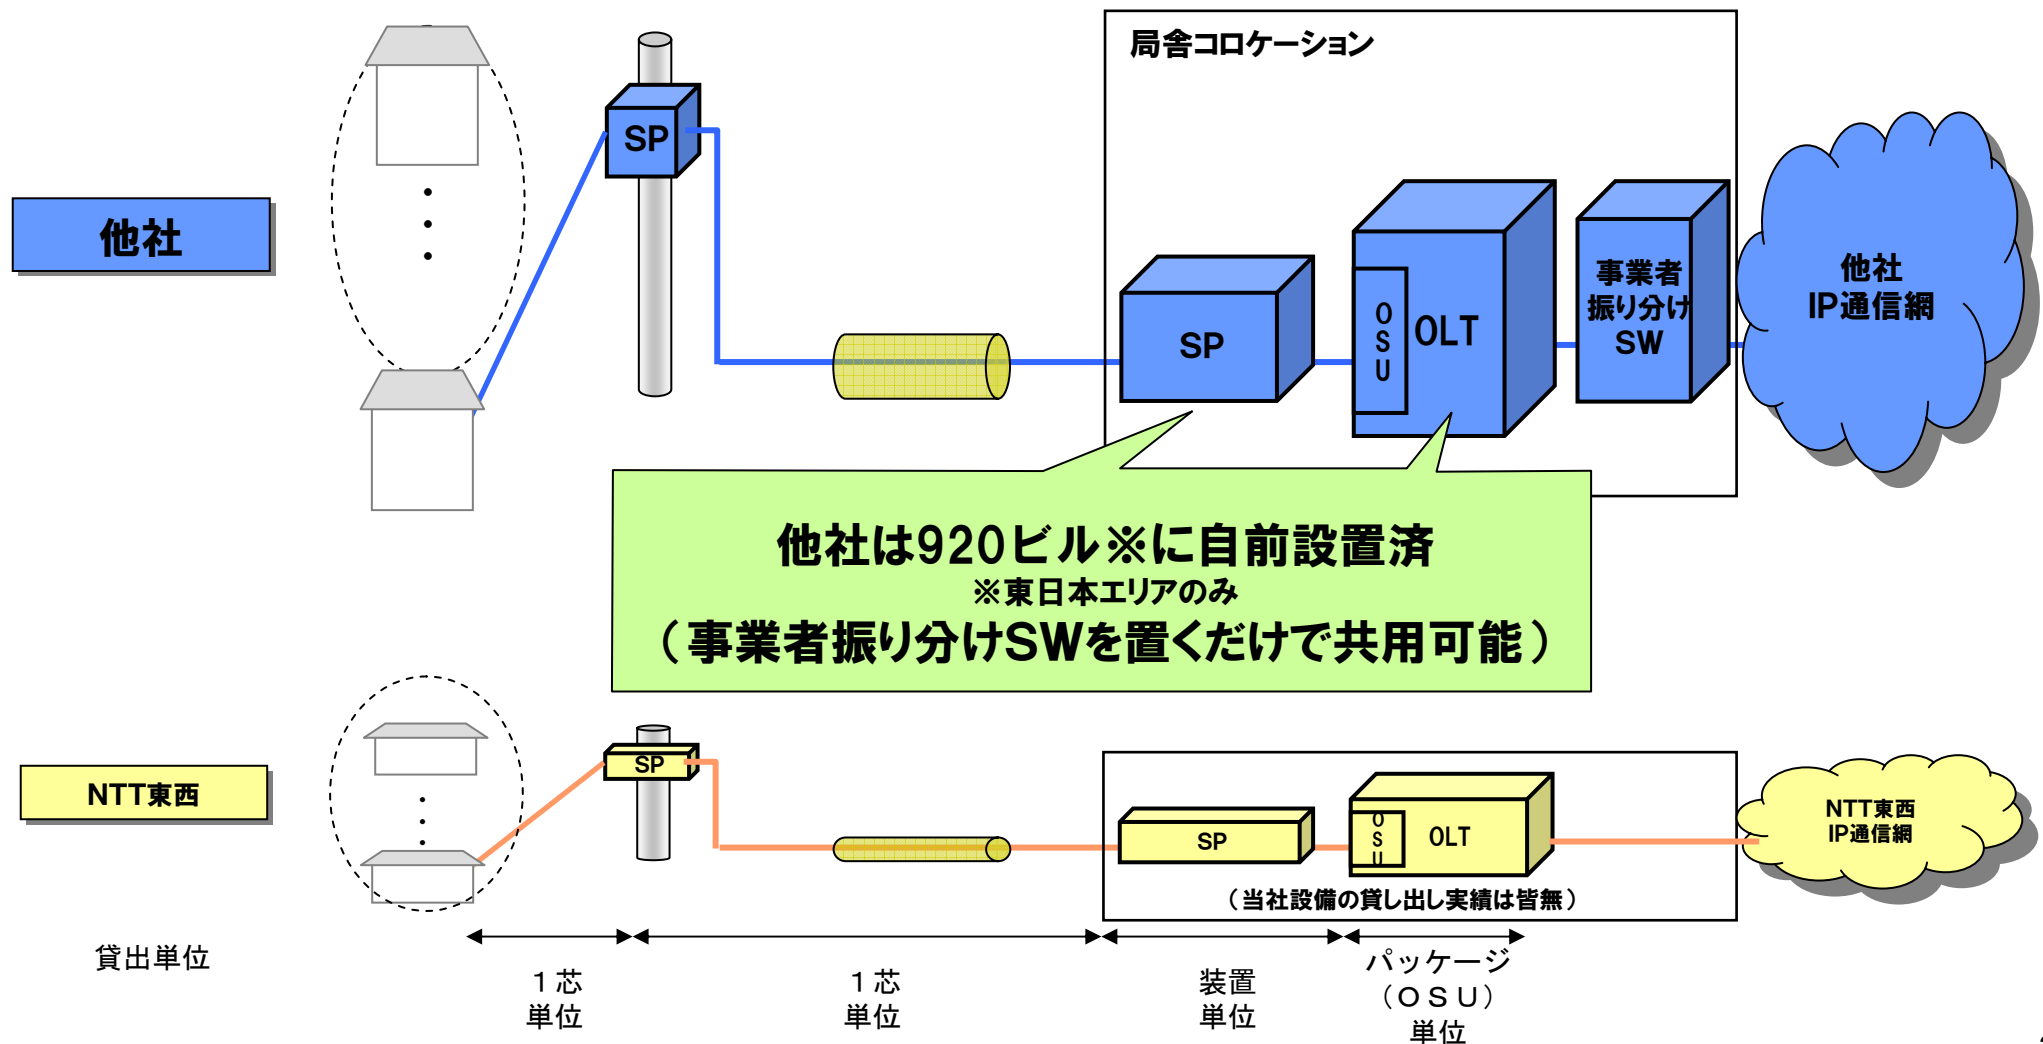 局舎コロケーション
SP
他社
SP
O
S
U
OLT
事業者
振り分け
SW
他社
IP通信網
他社は920ビル※に自前設置済
※東日本エリアのみ
（事業者振り分けSWを置くだけで共用可能）
NTT東西
SP
SP
O
S
U
OLT
NTT東西
IP通信網
（当社設備の貸し出し実績は皆無）
貸出単位
１芯
単位
１芯
単位
装置
単位
パッケージ
（ＯＳＵ）
単位